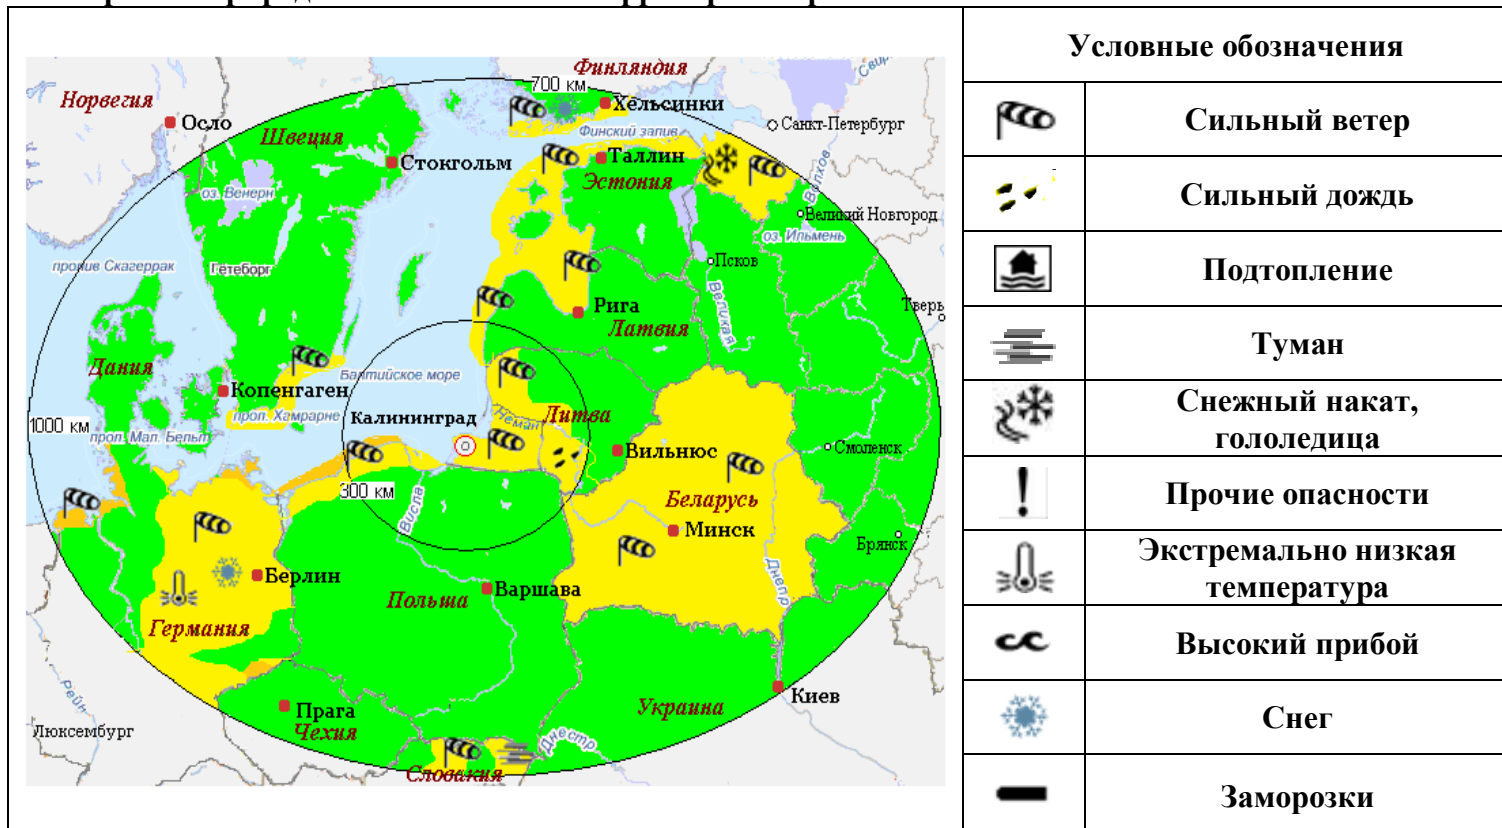 Условные обозначения
Сильный ветер
Сильный дождь
Подтопление
Туман
Снежный накат,
гололедица
Прочие опасности
Экстремально низкая
температура
Высокий прибой
Снег
Заморозки
Финляндия
700 км
Хельсинки
Норвегия
Осло
Швеция
Финский залив
Санкт-Петербург
Стокгольм
Таллин
Эстония
Волхов
оз. Венерн
Великий Новгород
оз. Ильмень
пролив Скагеррак
Гётеборг
Псков
Великая
Рига
Тверь
Латвия
Дания
Балтийское море
Копенгаген
прол. Хамрарне
Калининград
Неман
Литва
1000 км
прол. Мал. Бельт
Вильнюс
Смоленск
300 км
Висла
Беларусь
Минск
Брянск
Берлин
Днепр
Польша
Варшава
Германия
Рейн
Киев
Прага
Чехия
Украина
Люксембург
Днестр
Словакия